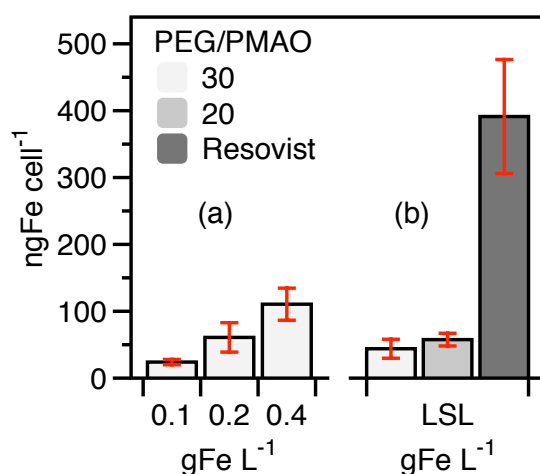 ngFe cell⁻¹
500
400
300
200
100
0
PEG/PMAO
30
20
Resovist
(a)
(b)
0.1 0.2 0.4
LSL
gFe L⁻¹
gFe L⁻¹